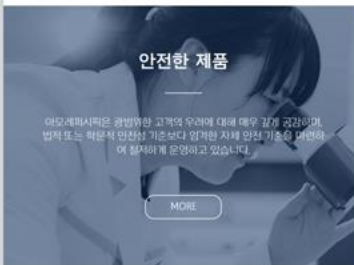 안전한 제품
아모레퍼시픽은 광범위한 고객의 우려에 대해 매우 깊게 공감하며,
법적 또는 학문적 안전성 기준보다 엄격한 자체 안전 기준을 마련하
여 철저하게 운영하고 있습니다.
MORE